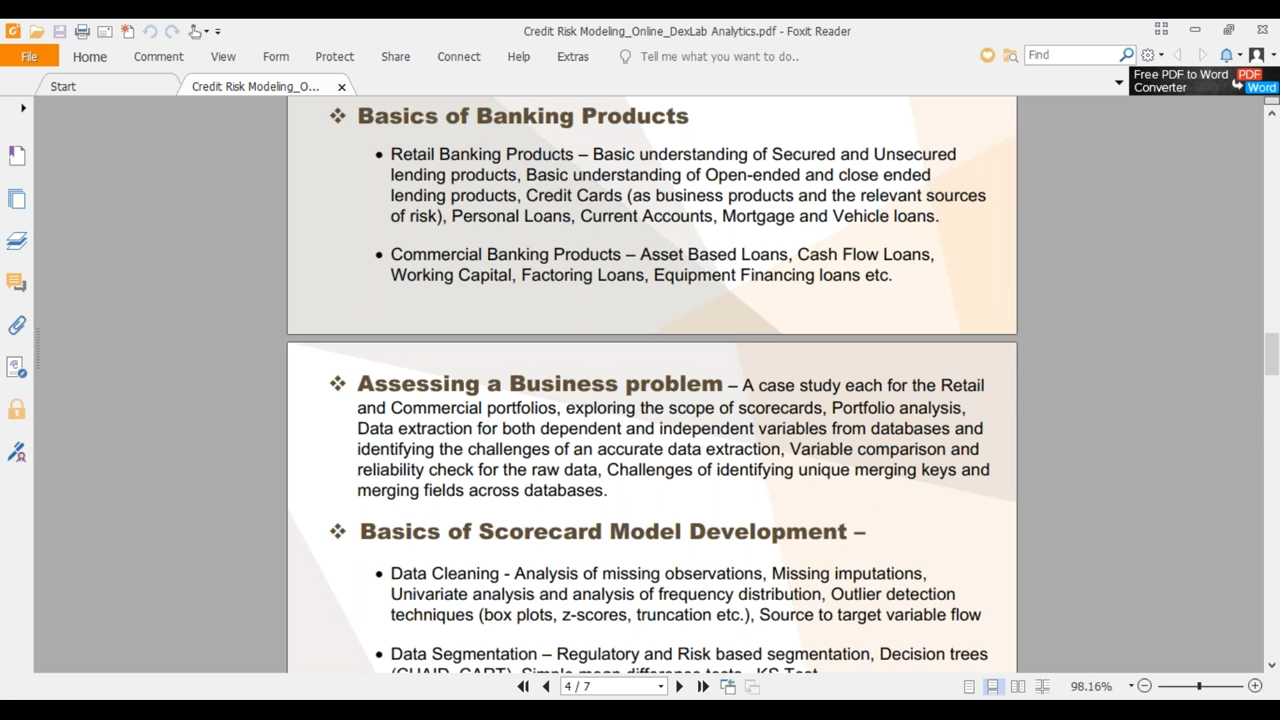 Credit Risk Modeling_Online_DexLab Analytics.pdf - Foxit Reader
File Home Comment View Form Protect Share Connect Help Extras Tell me what you want to do.. Find
Start Credit Risk Modeling_O...
Free PDF to Word PDF
Converter Word
❖ Basics of Banking Products
• Retail Banking Products – Basic understanding of Secured and Unsecured
lending products, Basic understanding of Open-ended and close ended
lending products, Credit Cards (as business products and the relevant sources
of risk), Personal Loans, Current Accounts, Mortgage and Vehicle loans.
• Commercial Banking Products – Asset Based Loans, Cash Flow Loans,
Working Capital, Factoring Loans, Equipment Financing loans etc.
❖ Assessing a Business problem – A case study each for the Retail
and Commercial portfolios, exploring the scope of scorecards, Portfolio analysis,
Data extraction for both dependent and independent variables from databases and
identifying the challenges of an accurate data extraction, Variable comparison and
reliability check for the raw data, Challenges of identifying unique merging keys and
merging fields across databases.
❖ Basics of Scorecard Model Development –
• Data Cleaning - Analysis of missing observations, Missing imputations,
Univariate analysis and analysis of frequency distribution, Outlier detection
techniques (box plots, z-scores, truncation etc.), Source to target variable flow
• Data Segmentation – Regulatory and Risk based segmentation, Decision trees
(CHAID, CART), Simple mean difference tests, KS Test
4 / 7 98.16%